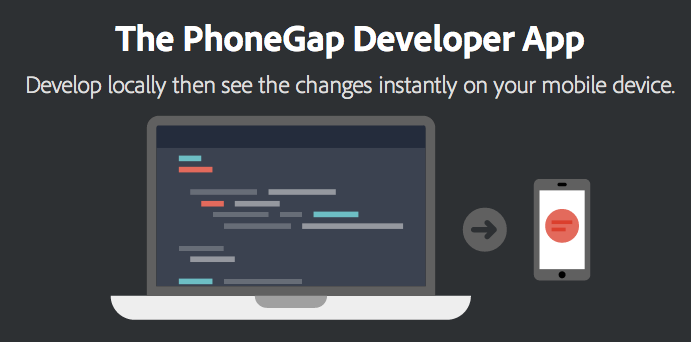 The PhoneGap Developer App
Develop locally then see the changes instantly on your mobile device.